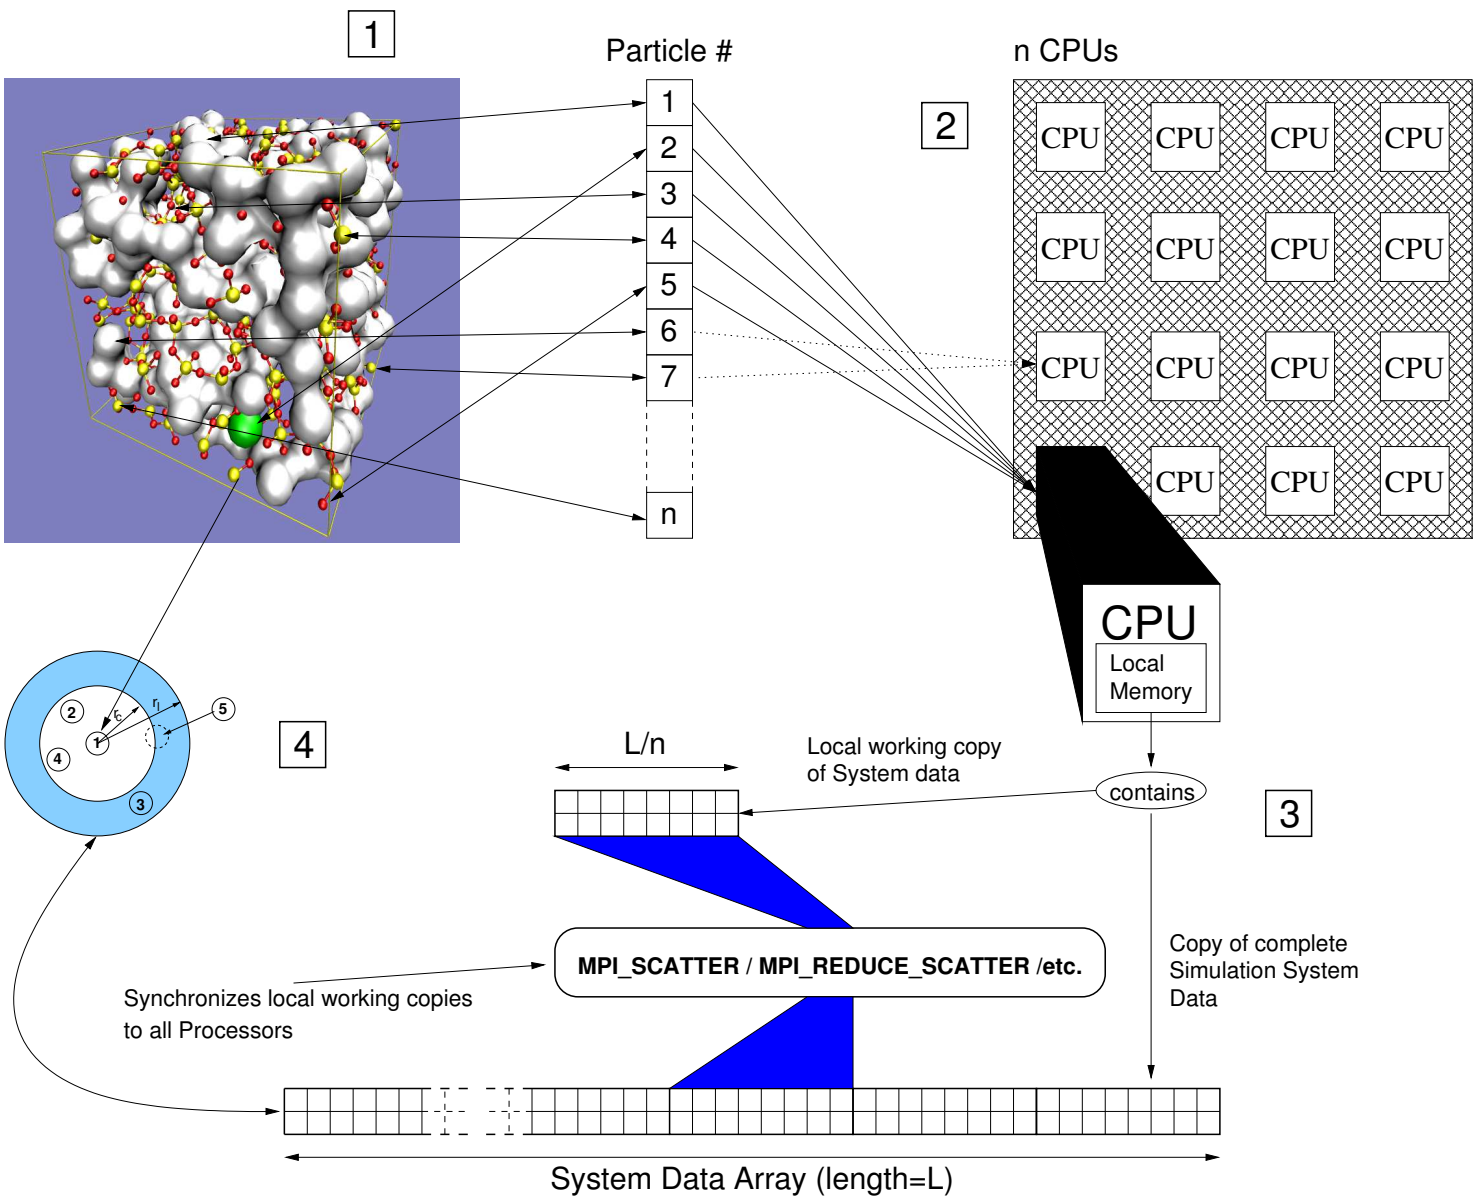 1
Particle #
n CPUs
1
2
3
4
5
6
7
n
2
CPU CPU CPU CPU
CPU CPU CPU CPU
CPU CPU CPU CPU
CPU CPU CPU
CPU
Local
Memory
contains
3
Local working copy
of System data
L/n
4
2
rc
rl
5
1
4
3
MPI_SCATTER / MPI_REDUCE_SCATTER /etc.
Synchronizes local working copies
to all Processors
Copy of complete
Simulation System
Data
System Data Array (length=L)